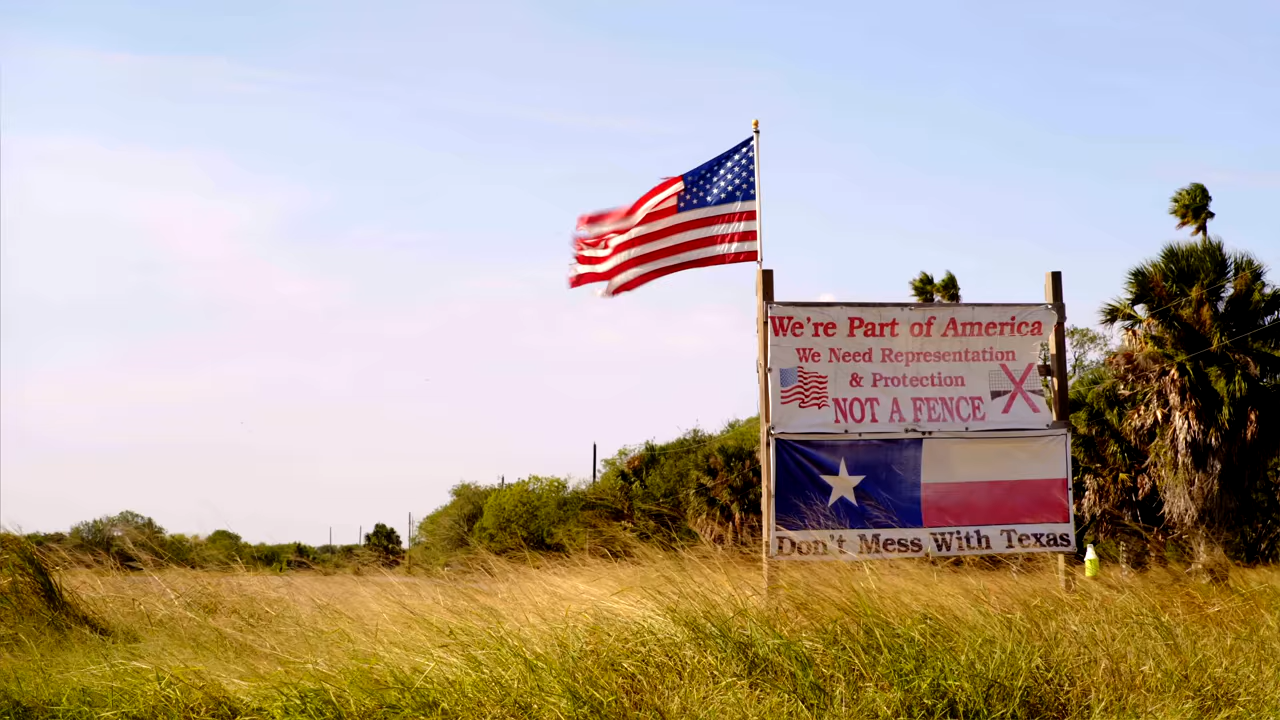 We're Part of America
We Need Representation
& Protection
NOT A FENCE
Don't Mess With Texas